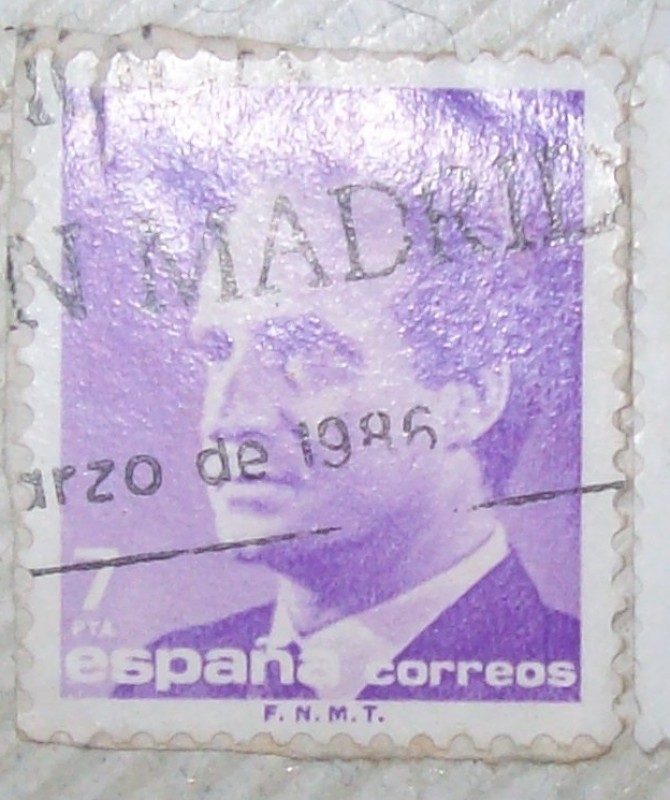 N MADRID
arzo de 1986
7
PTA
españa correos
F. N. M. T.